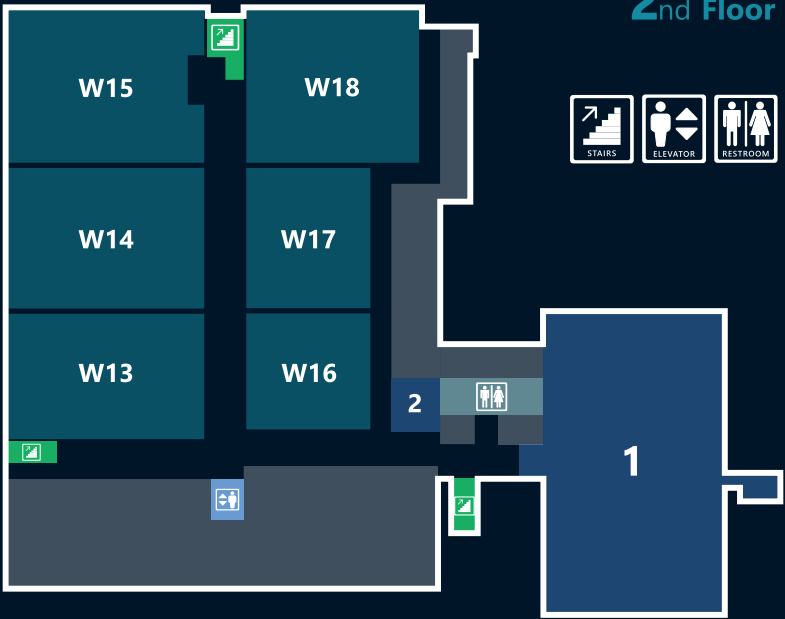 2nd Floor
W15
W18
STAIRS
ELEVATOR
RESTROOM
W14
W17
W13
W16
2
1